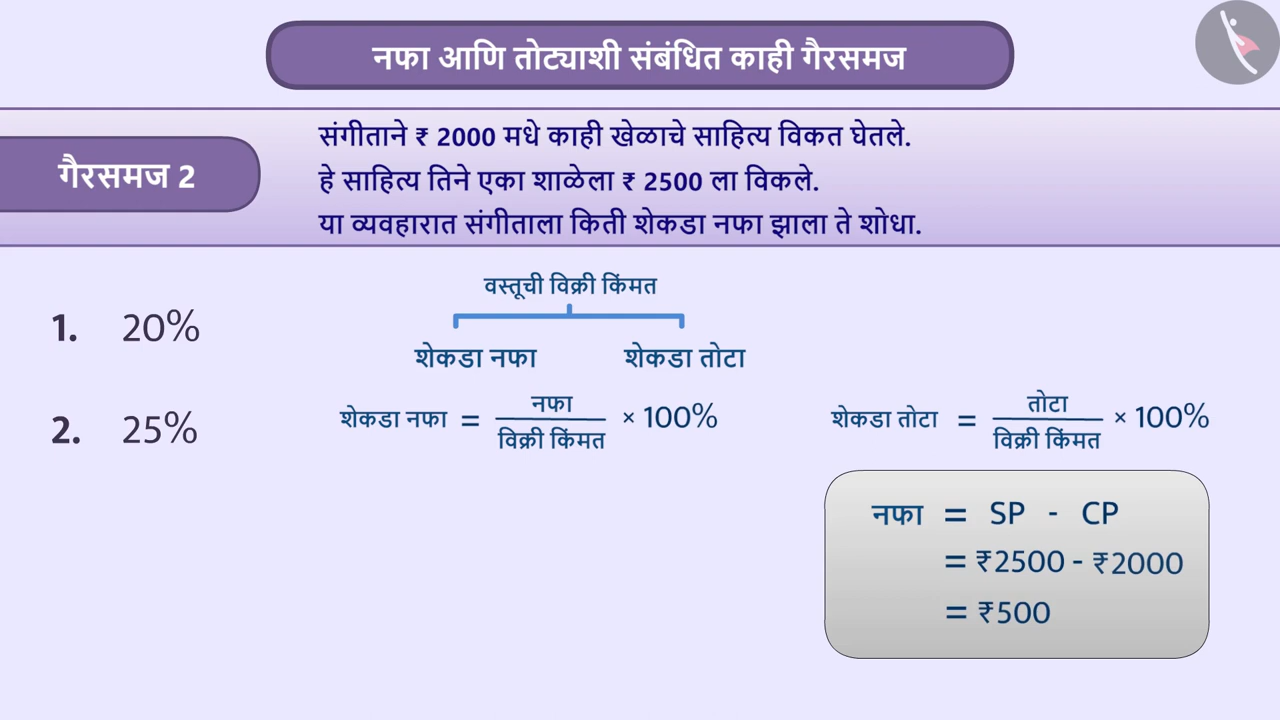 नफा आणि तोट्याशी संबंधित काही गैरसमज
गैरसमज 2
संगीताने ₹ 2000 मधे काही खेळाचे साहित्य विकत घेतले.
हे साहित्य तिने एका शाळेला ₹ 2500 ला विकले.
या व्यवहारात संगीताला किती शेकडा नफा झाला ते शोधा.
1. 20%
2. 25%
वस्तूची विक्री किंमत
शेकडा नफा शेकडा तोटा
शेकडा नफा = नफा / विक्री किंमत × 100%
शेकडा तोटा = तोटा / विक्री किंमत × 100%
नफा = SP - CP
= ₹2500 - ₹2000
= ₹500